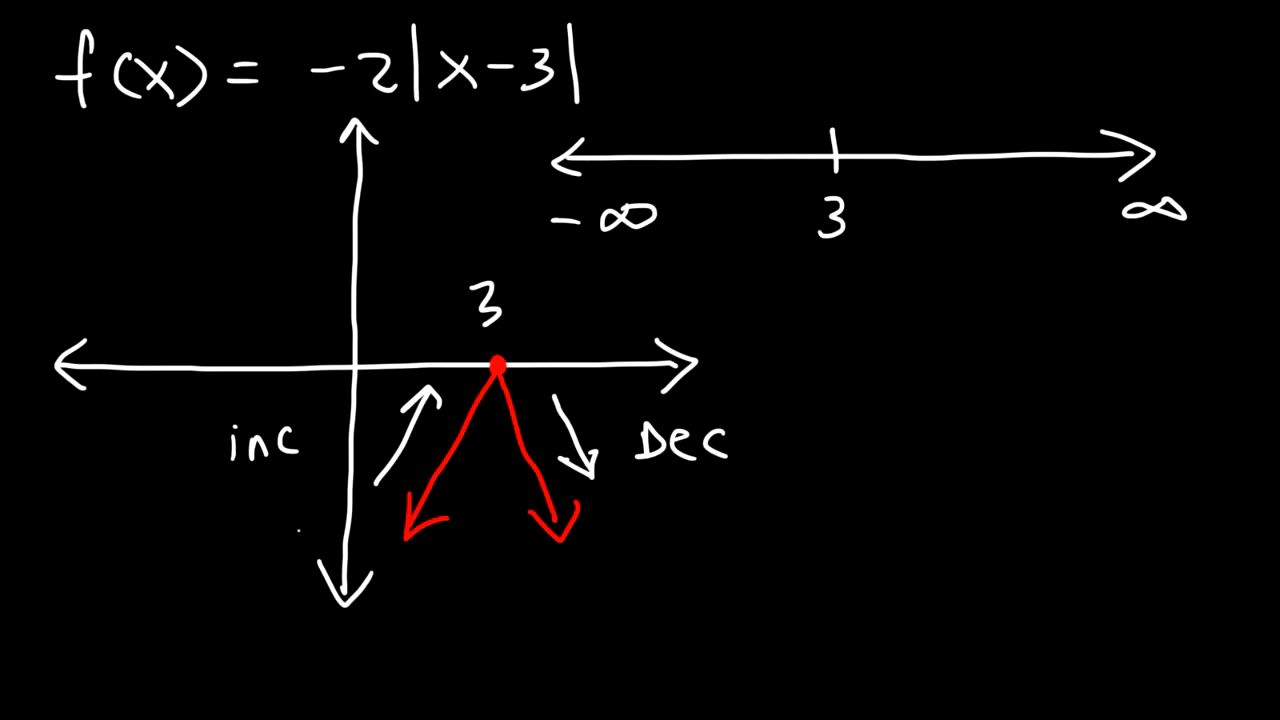 f(x) = -2|x-3|
-∞ 3 ∞
3
inc Dec